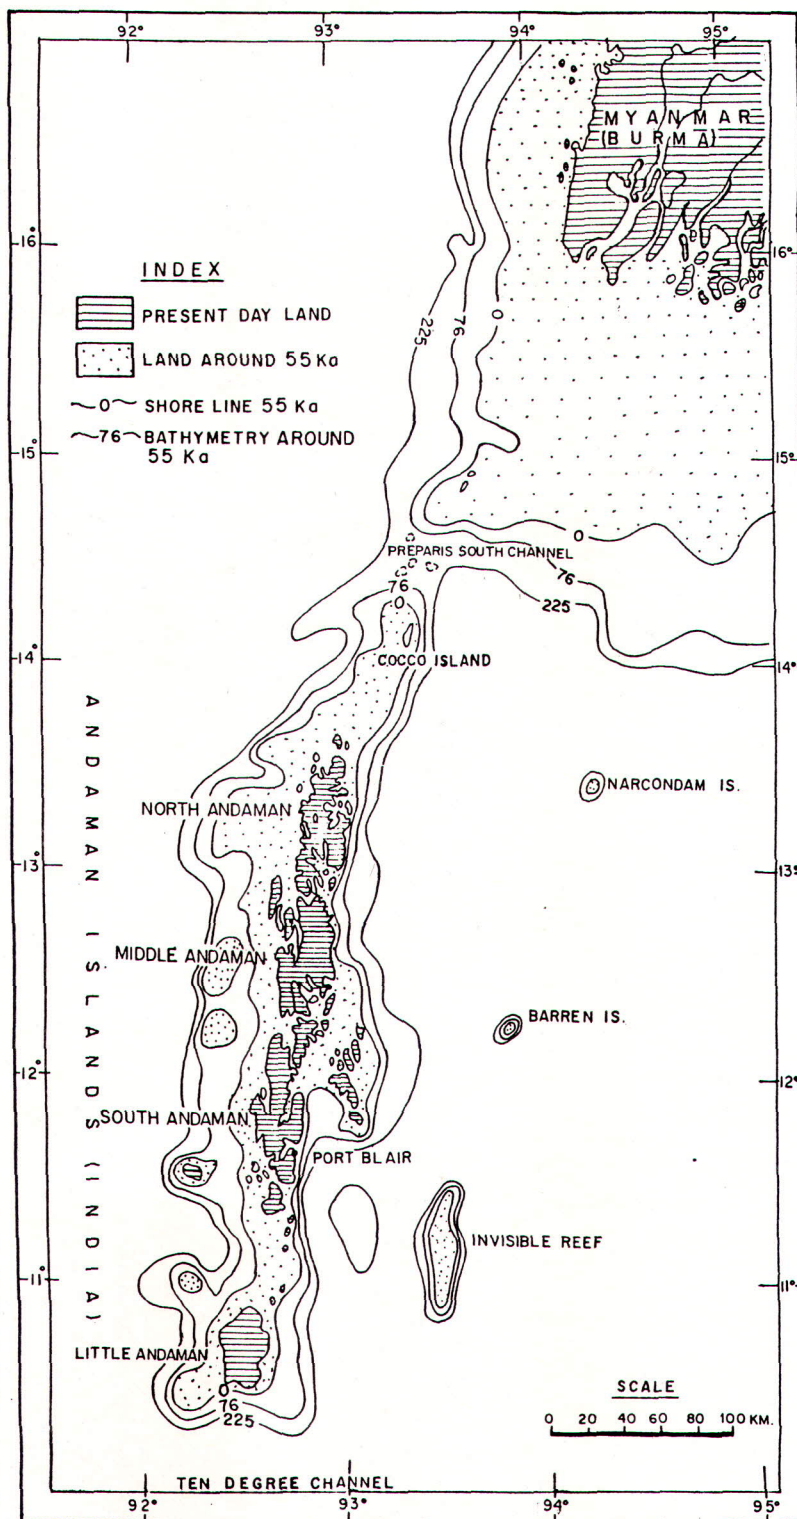 92°
93°
94°
95°
MYANMAR
(BURMA)
16°
16°
INDEX
PRESENT DAY LAND
LAND AROUND 55 Ka
0 SHORE LINE 55 Ka
76 BATHYMETRY AROUND
55 Ka
225
76
0
15°
15°
0
PREPARIS SOUTH CHANNEL
76
225
76
0
14°
14°
COCCO ISLAND
ANDAMAN ISLANDS (INDIA)
NARCONDAM IS.
NORTH ANDAMAN
13°
13°
MIDDLE ANDAMAN
BARREN IS.
12°
12°
SOUTH ANDAMAN
PORT BLAIR
INVISIBLE REEF
11°
11°
LITTLE ANDAMAN
0
76
225
SCALE
0 20 40 60 80 100 KM.
TEN DEGREE CHANNEL
92°
93°
94°
95°